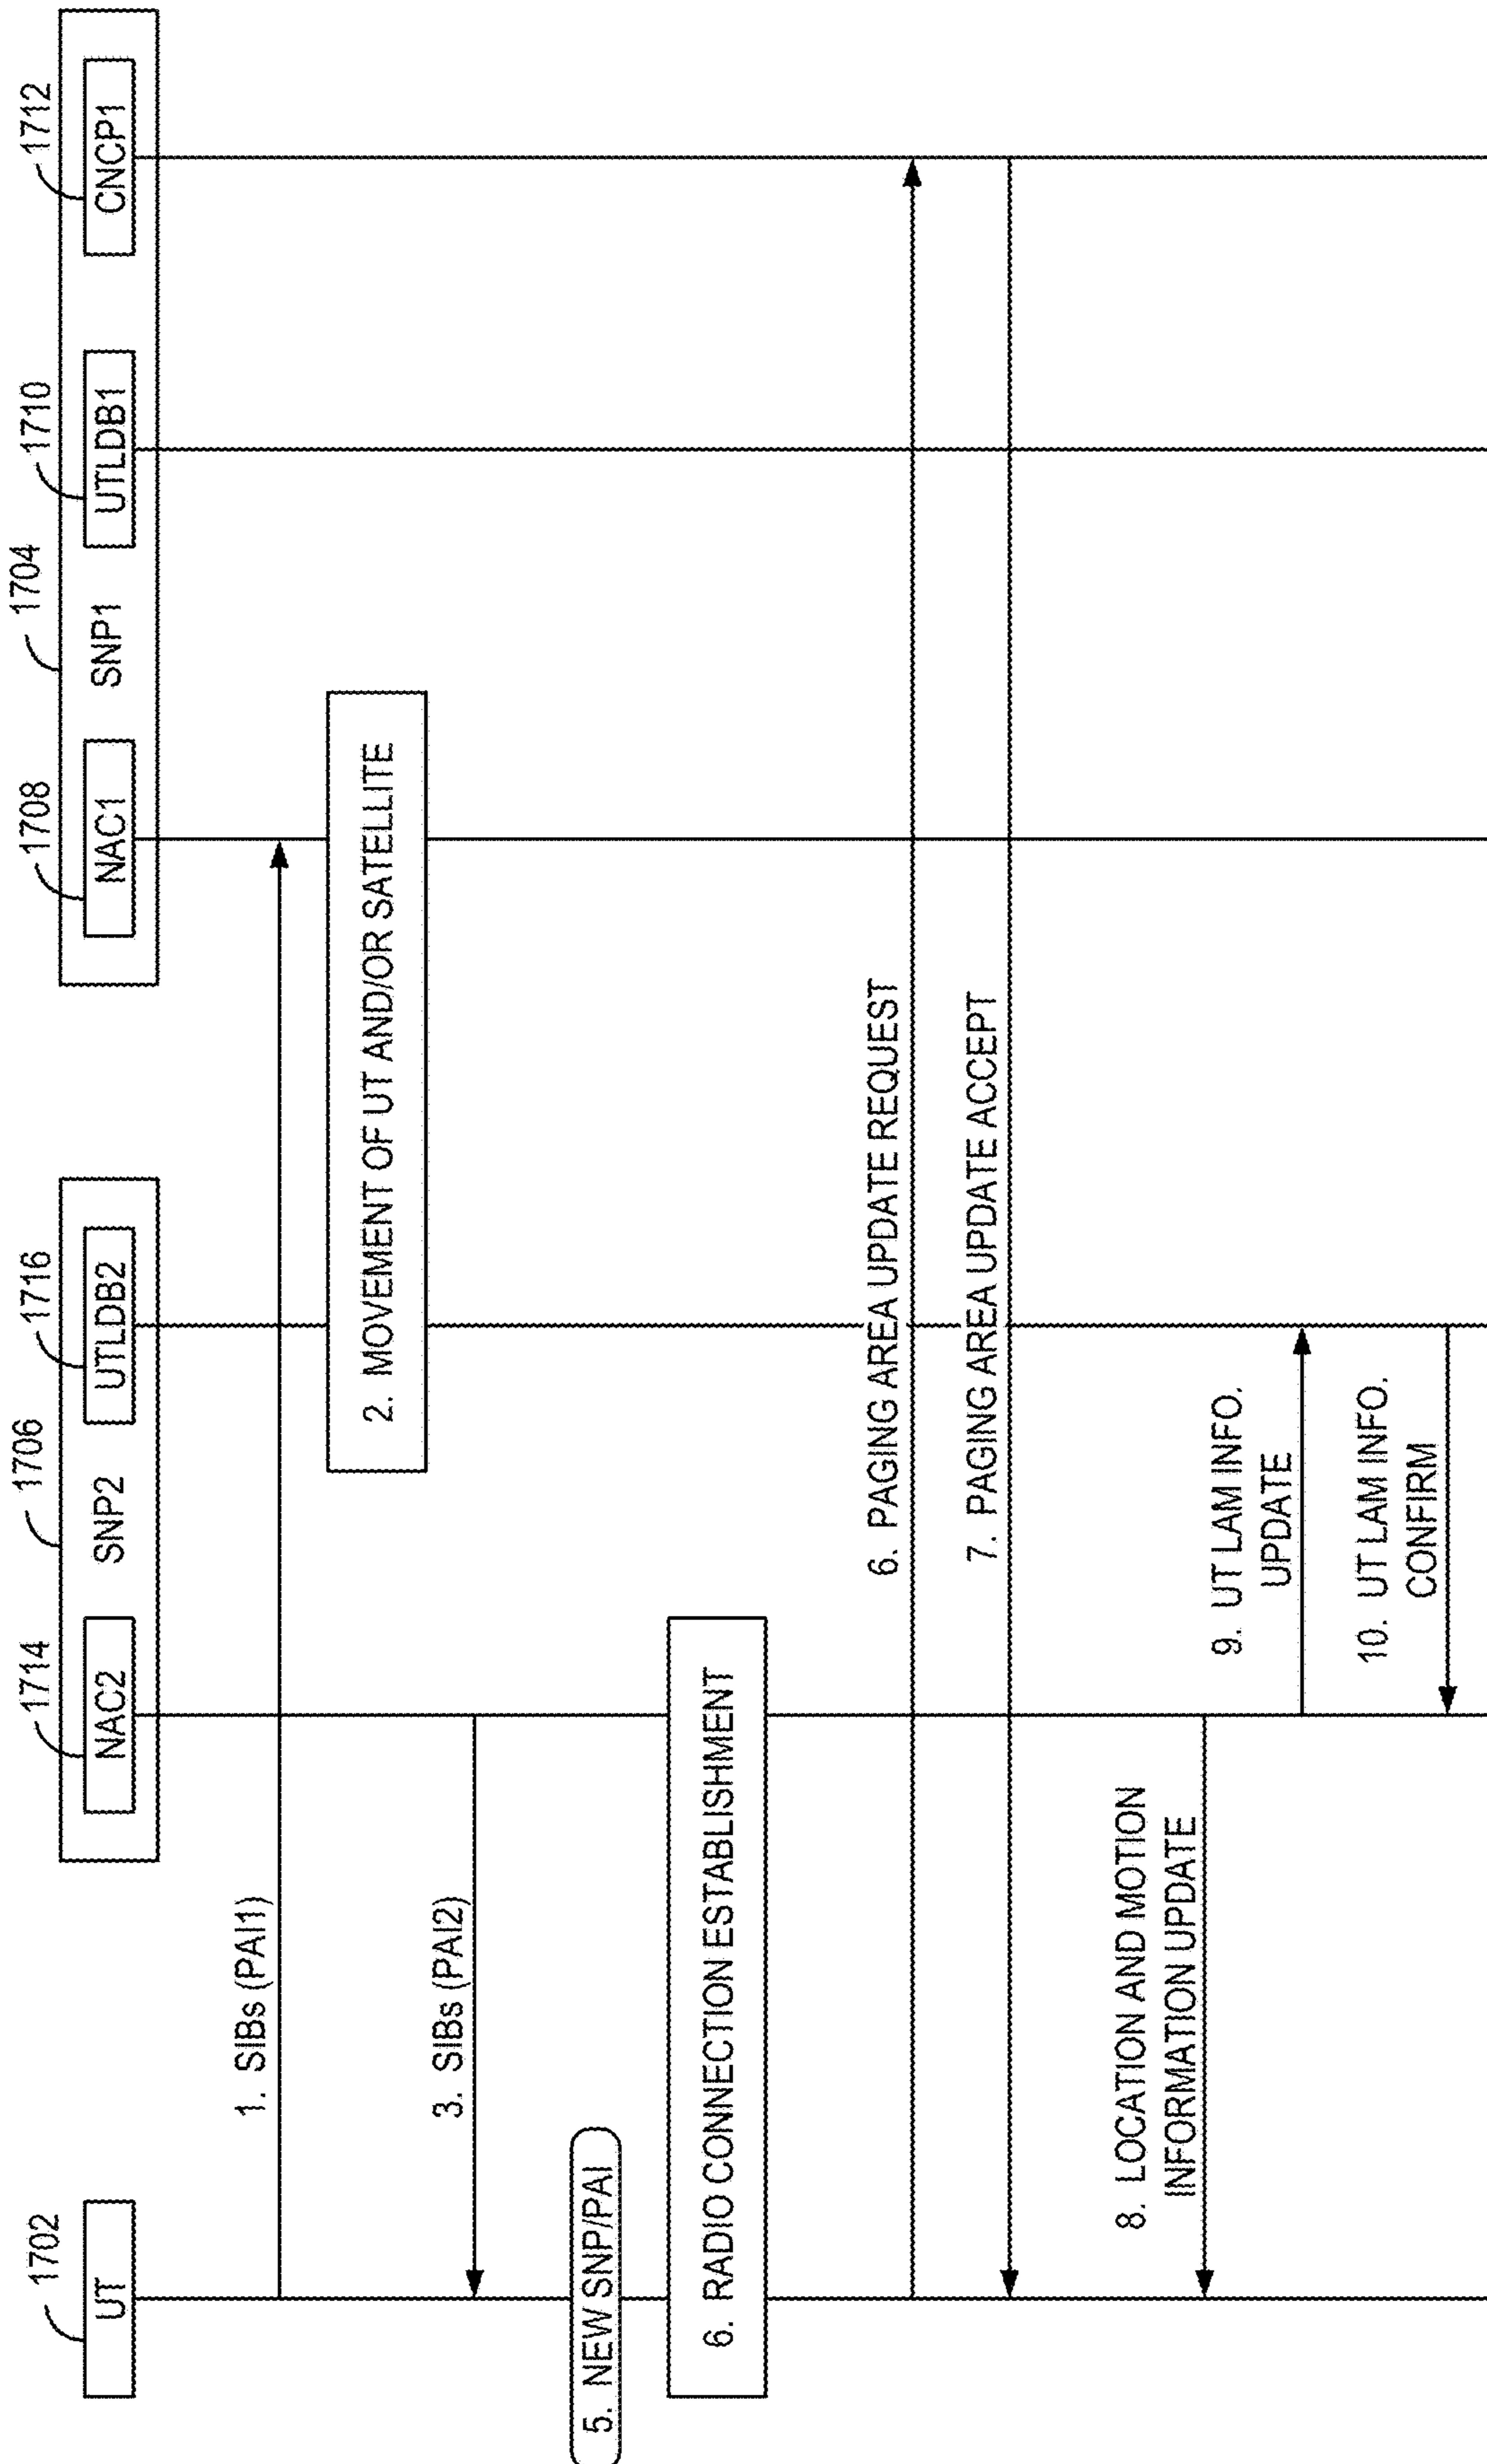 1702
UT
1714
NAC2
1706
SNP2
1716
UTLDB2
1708
NAC1
1704
SNP1
1710
UTLDB1
1712
CNCP1
1. SIBs (PAI1)
2. MOVEMENT OF UT AND/OR SATELLITE
3. SIBs (PAI2)
5. NEW SNP/PAI
6. RADIO CONNECTION ESTABLISHMENT
6. PAGING AREA UPDATE REQUEST
7. PAGING AREA UPDATE ACCEPT
8. LOCATION AND MOTION
INFORMATION UPDATE
9. UT LAM INFO.
UPDATE
10. UT LAM INFO.
CONFIRM